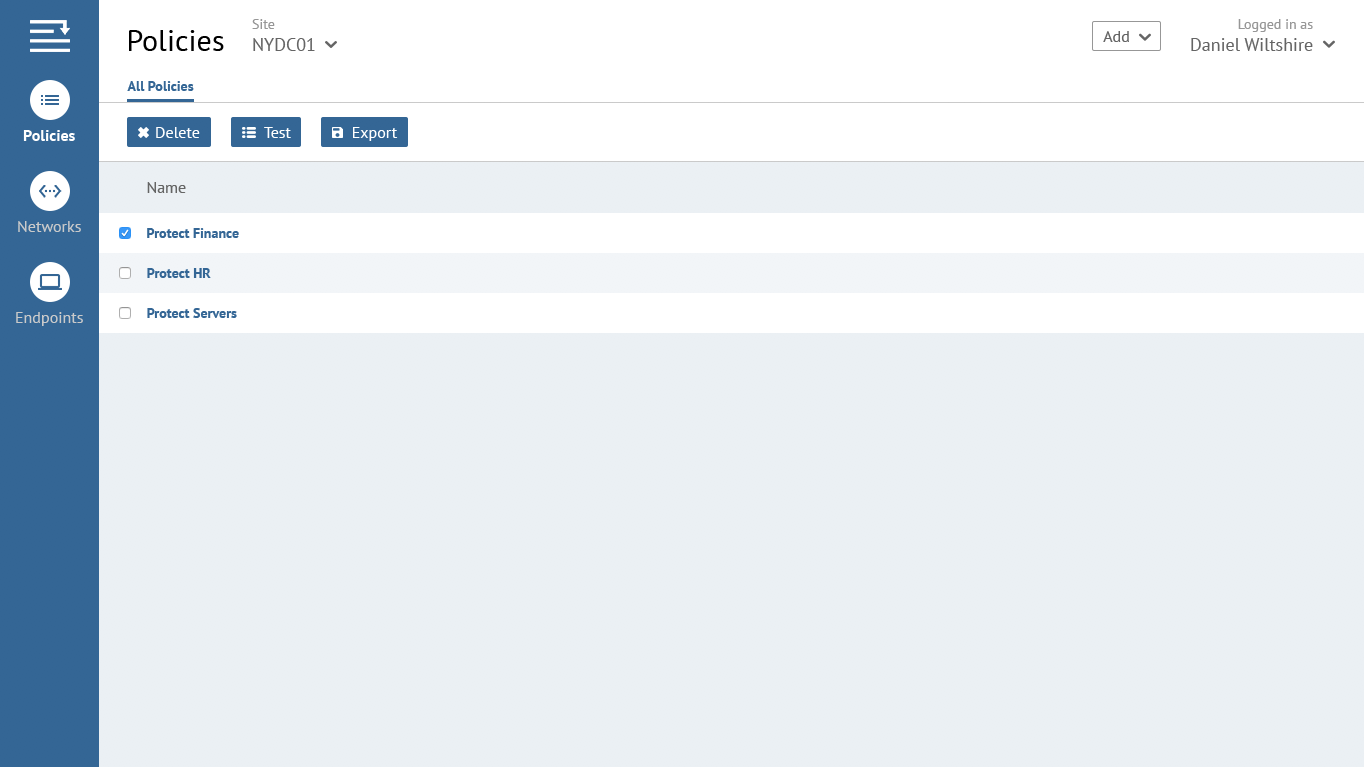 Policies
Site
NYDC01
Add
Logged in as
Daniel Wiltshire
All Policies
Delete
Test
Export
Policies
Networks
Endpoints
Name
Protect Finance
Protect HR
Protect Servers